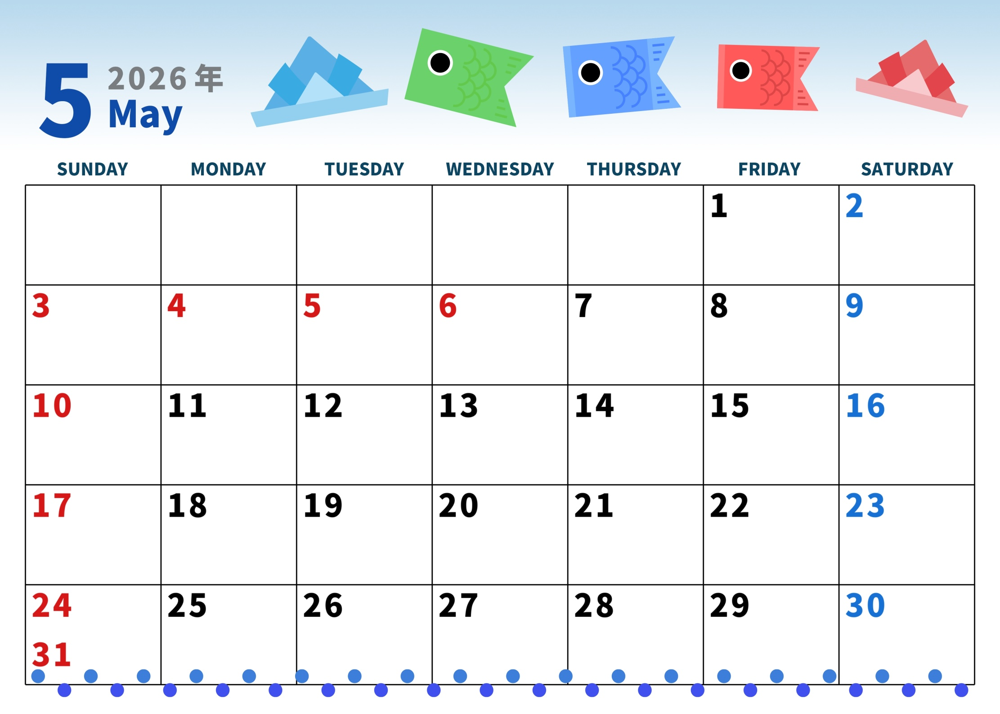 5
2026年
May
SUNDAY MONDAY TUESDAY WEDNESDAY THURSDAY FRIDAY SATURDAY
1 2
3 4 5 6 7 8 9
10 11 12 13 14 15 16
17 18 19 20 21 22 23
24 25 26 27 28 29 30
31